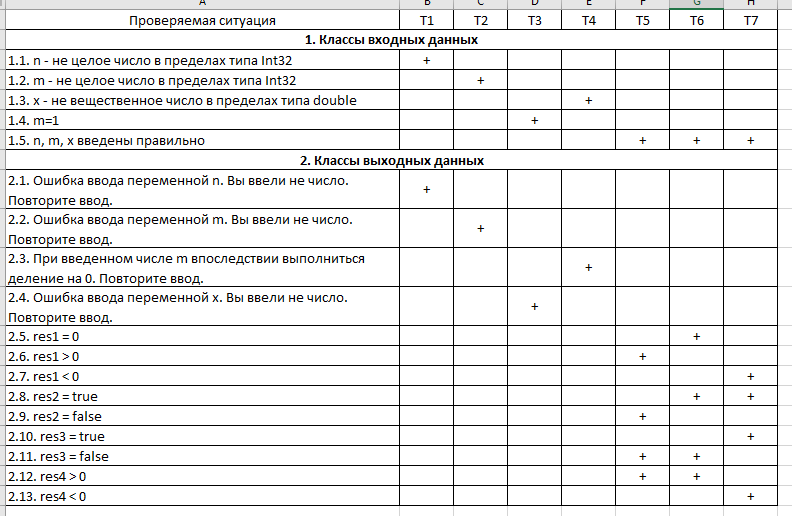 A B C D E F G H
Проверяемая ситуация T1 T2 T3 T4 T5 T6 T7
1. Классы входных данных
1.1. n - не целое число в пределах типа Int32 +
1.2. m - не целое число в пределах типа Int32 +
1.3. x - не вещественное число в пределах типа double +
1.4. m=1 +
1.5. n, m, x введены правильно + + +
2. Классы выходных данных
2.1. Ошибка ввода переменной n. Вы ввели не число.
Повторите ввод. +
2.2. Ошибка ввода переменной m. Вы ввели не число.
Повторите ввод. +
2.3. При введенном числе m впоследствии выполниться
деление на 0. Повторите ввод. +
2.4. Ошибка ввода переменной x. Вы ввели не число.
Повторите ввод. +
2.5. res1 = 0 +
2.6. res1 > 0 +
2.7. res1 < 0 +
2.8. res2 = true + +
2.9. res2 = false +
2.10. res3 = true +
2.11. res3 = false + +
2.12. res4 > 0 + +
2.13. res4 < 0 +